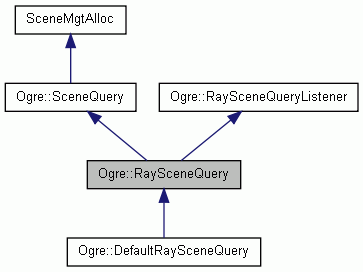 SceneMgtAlloc
Ogre::SceneQuery
Ogre::RaySceneQueryListener
Ogre::RaySceneQuery
Ogre::DefaultRaySceneQuery